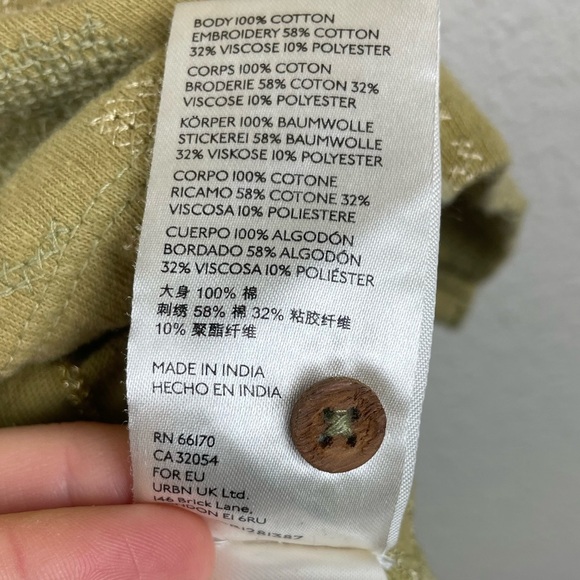 BODY 100% COTTON
EMBROIDERY 58% COTTON
32% VISCOSE 10% POLYESTER
CORPS 100% COTON
BRODERIE 58% COTON 32%
VISCOSE 10% POLYESTER
KÖRPER 100% BAUMWOLLE
STICKEREI 58% BAUMWOLLE
32% VISKOSE 10% POLYESTER
CORPO 100% COTONE
RICAMO 58% COTONE 32%
VISCOSA 10% POLIESTERE
CUERPO 100% ALGODÓN
BORDADO 58% ALGODÓN
32% VISCOSA 10% POLIÉSTER
大身 100% 棉
刺绣 58% 棉 32% 粘胶纤维
10% 聚酯纤维
MADE IN INDIA
HECHO EN INDIA
RN 66170
CA 32054
FOR EU
URBN UK Ltd.
146 Brick Lane,
E1 6RU